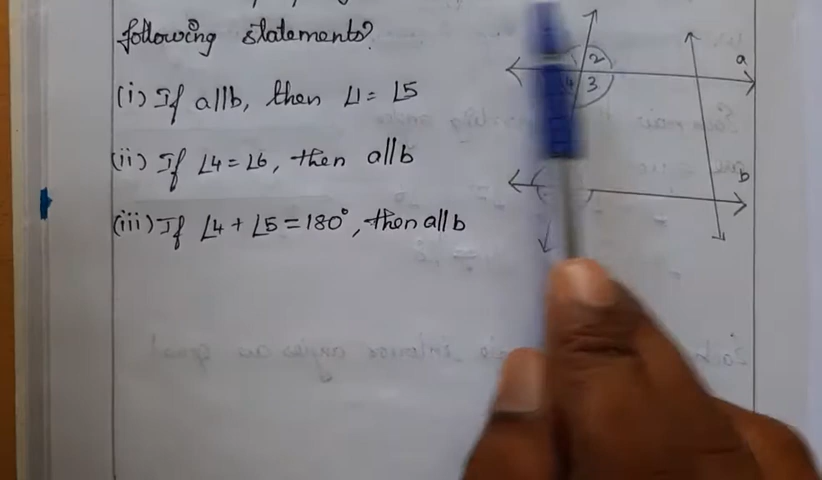 following statements?
(i) If a||b, then ∠1 = ∠5
(ii) If ∠4 = ∠6, then a||b
(iii) If ∠4 + ∠5 = 180°, then a||b
2
a
4 3
b